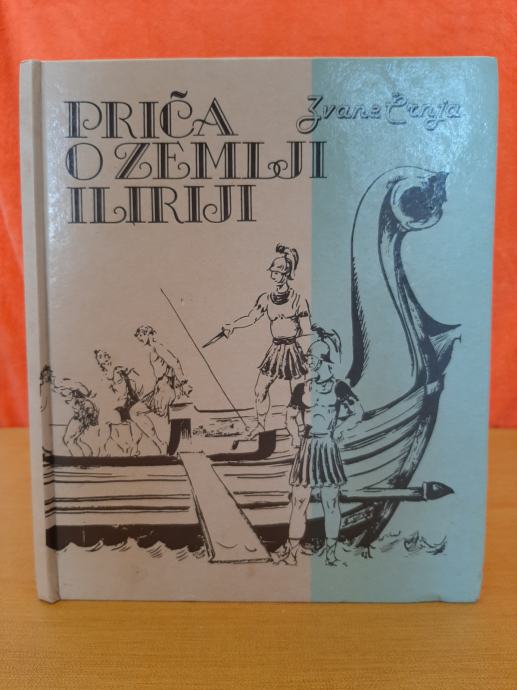 PRIČA
O ZEMLJI
ILIRIJI
Zvane Črnja